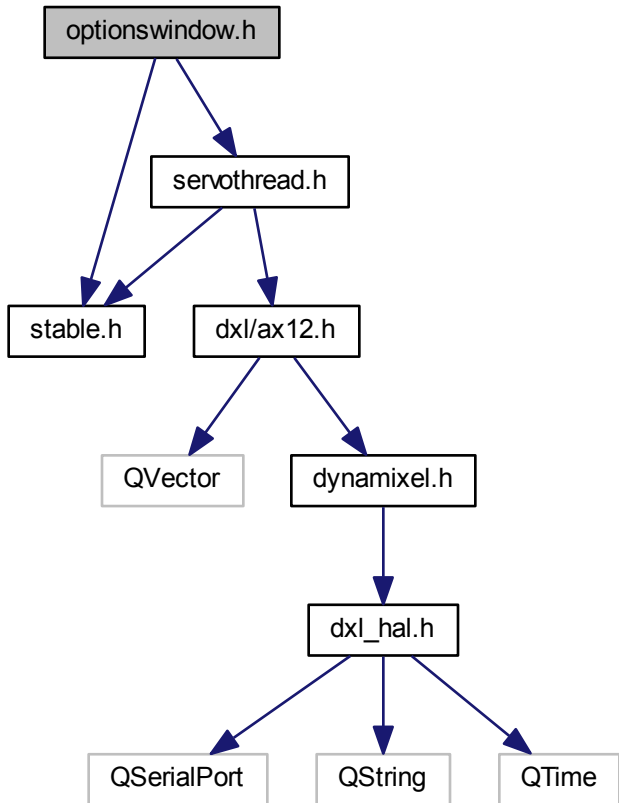 optionswindow.h
servothread.h
stable.h
dxl/ax12.h
QVector
dynamixel.h
dxl_hal.h
QSerialPort
QString
QTime